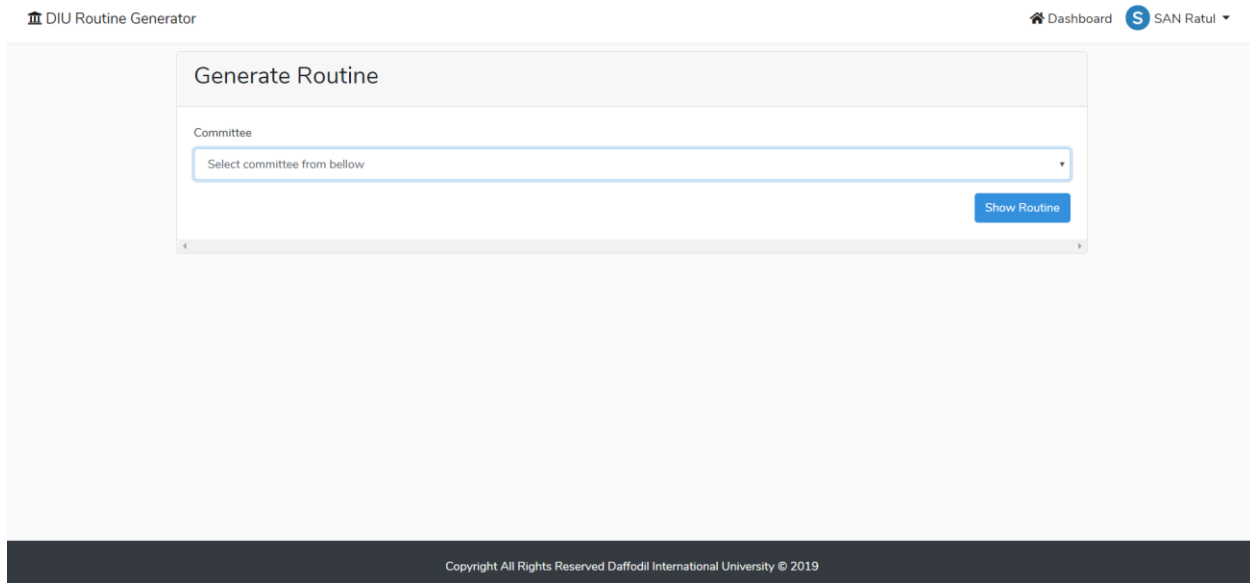 DIU Routine Generator
Dashboard S SAN Ratul
Generate Routine
Committee
Select committee from bellow
Show Routine
Copyright All Rights Reserved Daffodil International University © 2019